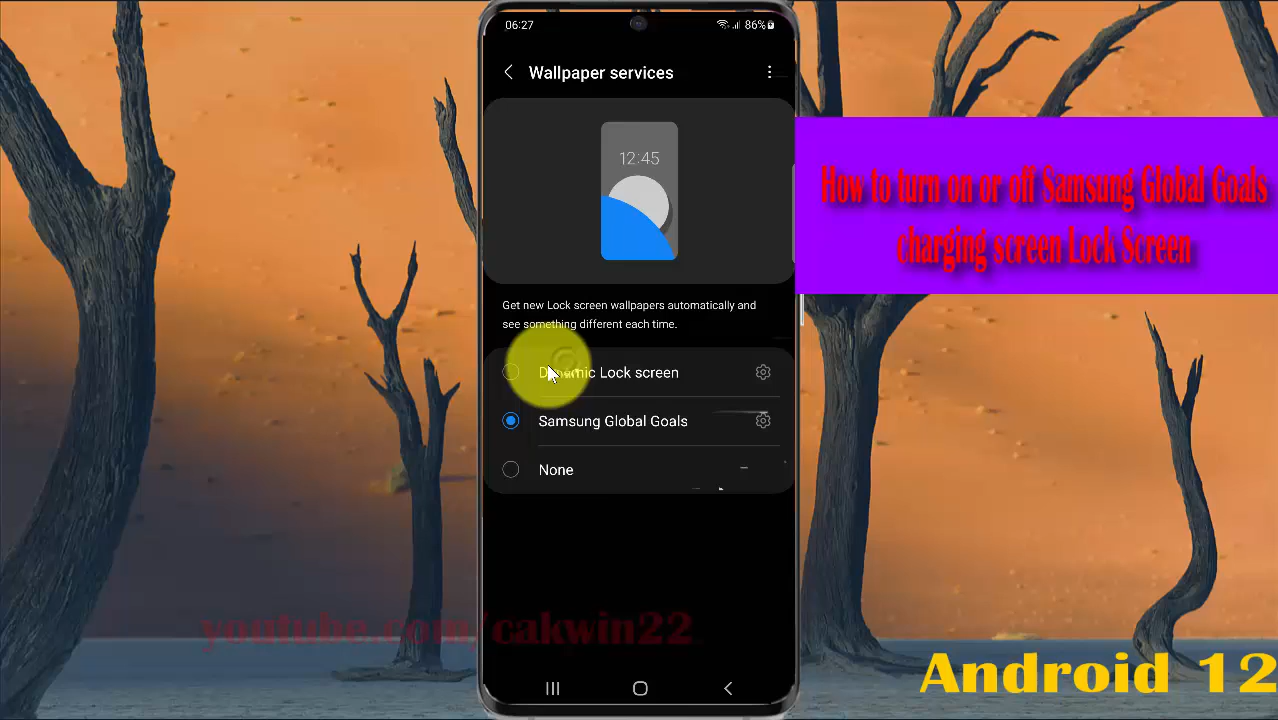 06:27
86%
Wallpaper services
12:45
How to turn on or off Samsung Global Goals
charging screen Lock Screen
Get new Lock screen wallpapers automatically and
see something different each time.
Dynamic Lock screen
Samsung Global Goals
None
youtube.com/cakwin22
Android 12